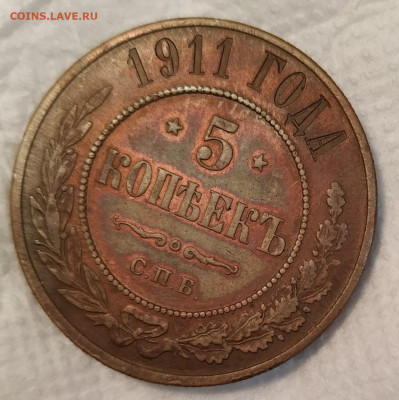 COINS.LAVE.RU
1911 ГОДА
5
КОПѢЕКЪ
С.П.Б.